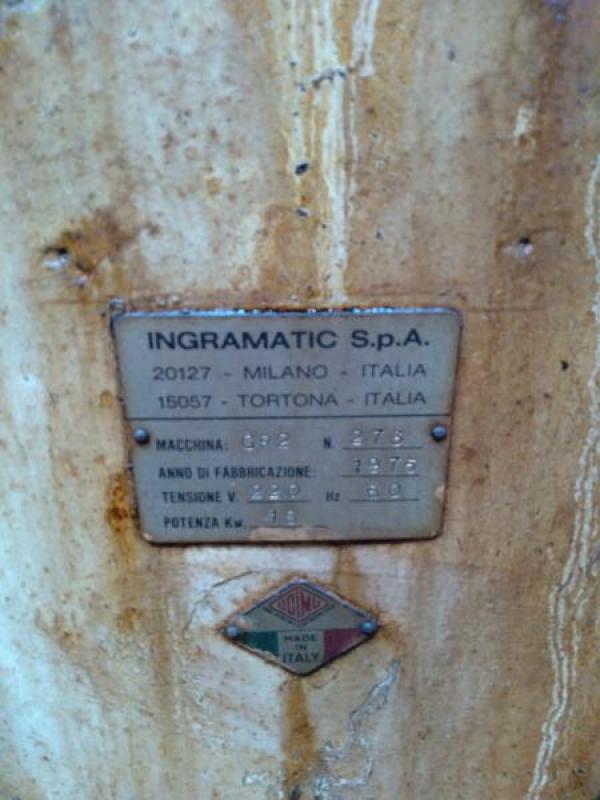 INGRAMATIC S.p.A.
20127 - MILANO - ITALIA
15057 - TORTONA - ITALIA
MACCHINA: N.
ANNO DI FABBRICAZIONE:
TENSIONE V. 220 Hz 60
POTENZA Kw.
MADE
IN
ITALY